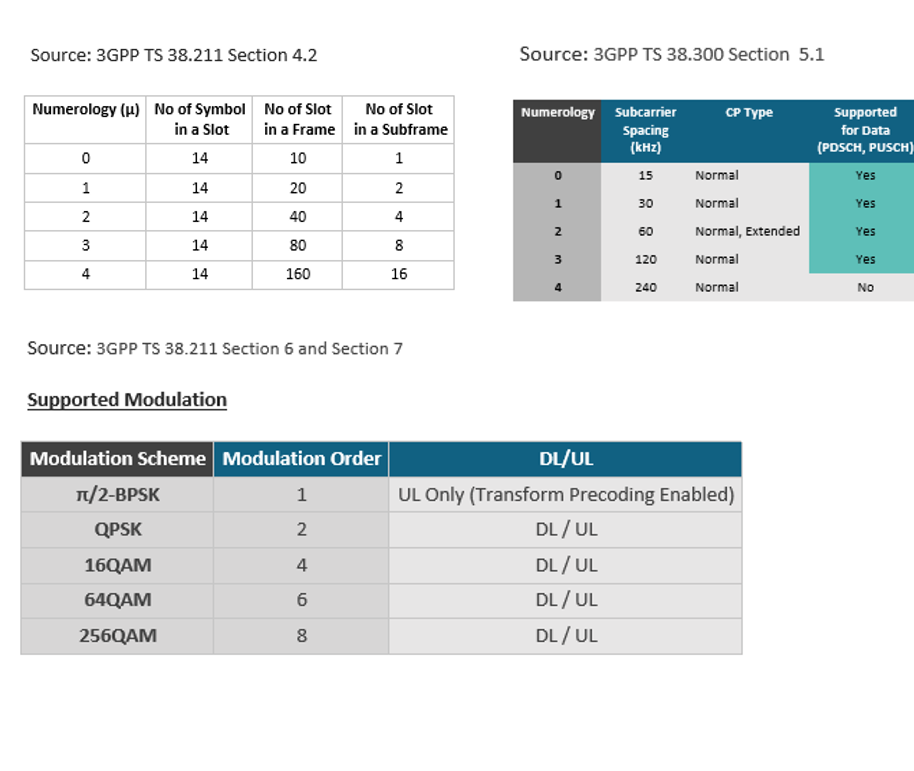 Source: 3GPP TS 38.211 Section 4.2
Numerology (μ) No of Symbol in a Slot No of Slot in a Frame No of Slot in a Subframe
0 14 10 1
1 14 20 2
2 14 40 4
3 14 80 8
4 14 160 16
Source: 3GPP TS 38.300 Section 5.1
Numerology Subcarrier Spacing (kHz) CP Type Supported for Data (PDSCH, PUSCH)
0 15 Normal Yes
1 30 Normal Yes
2 60 Normal, Extended Yes
3 120 Normal Yes
4 240 Normal No
Source: 3GPP TS 38.211 Section 6 and Section 7
Supported Modulation
Modulation Scheme Modulation Order DL/UL
π/2-BPSK 1 UL Only (Transform Precoding Enabled)
QPSK 2 DL / UL
16QAM 4 DL / UL
64QAM 6 DL / UL
256QAM 8 DL / UL